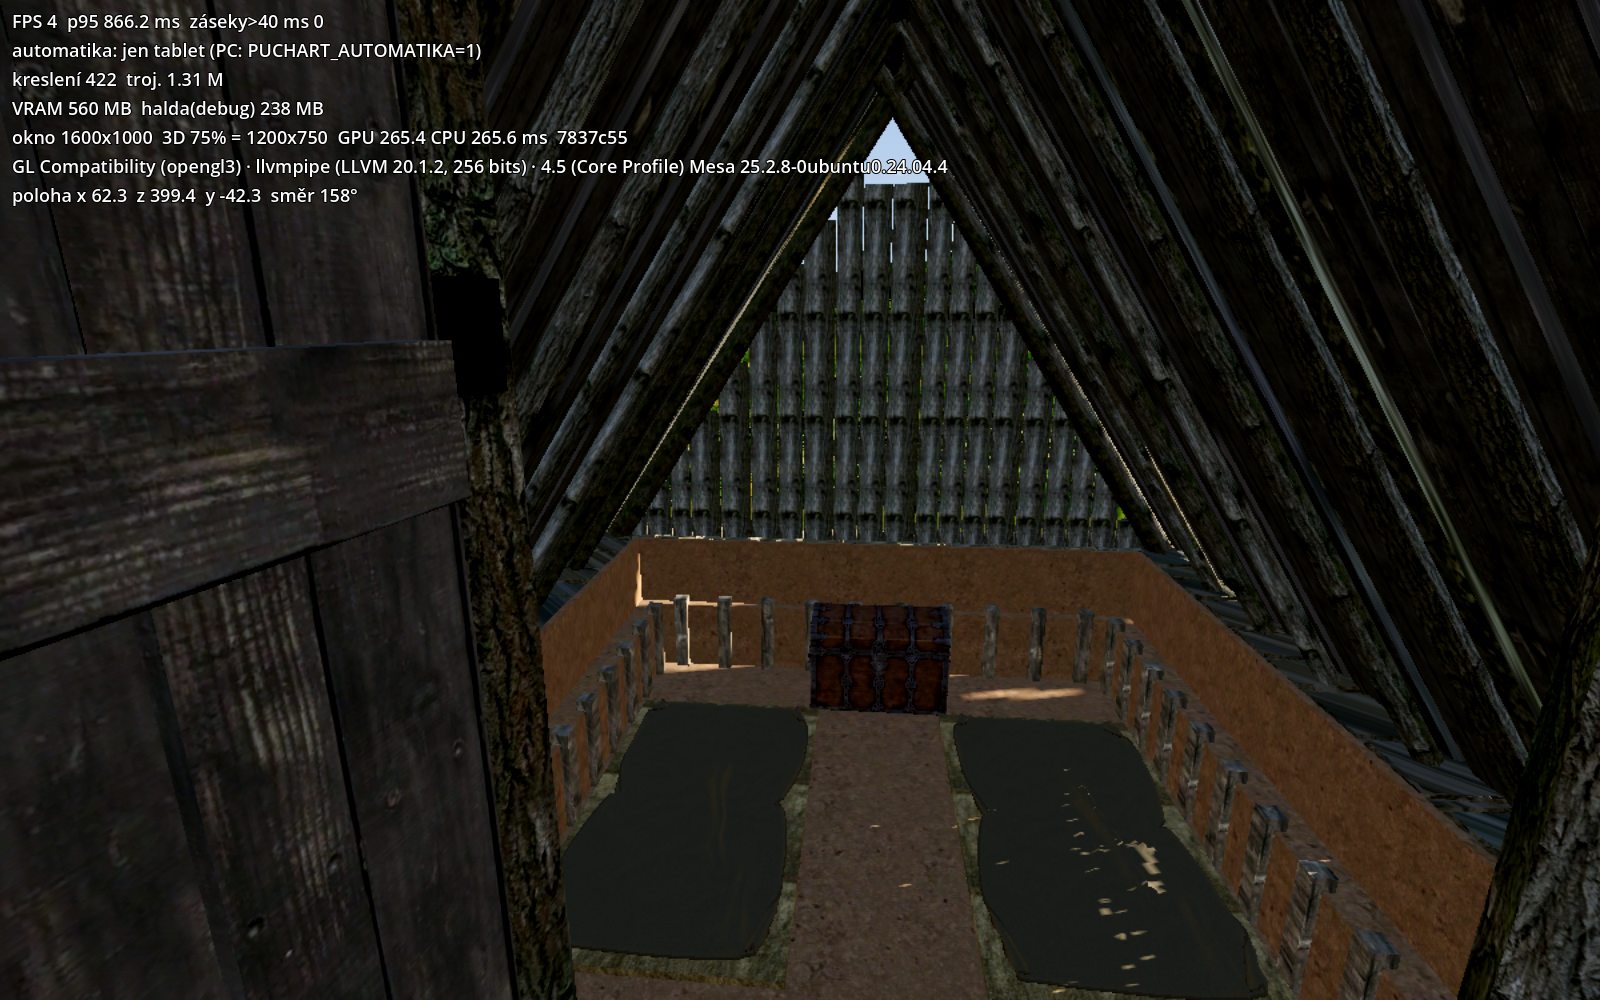 FPS 4  p95 866.2 ms  záseky>40 ms 0
automatika: jen tablet (PC: PUCHART_AUTOMATIKA=1)
kreslení 422  troj. 1.31 M
VRAM 560 MB  halda(debug) 238 MB
okno 1600x1000  3D 75% = 1200x750  GPU 265.4 CPU 265.6 ms  7837c55
GL Compatibility (opengl3) · llvmpipe (LLVM 20.1.2, 256 bits) · 4.5 (Core Profile) Mesa 25.2.8-0ubuntu0.24.04.4
poloha x 62.3  z 399.4  y -42.3  směr 158°